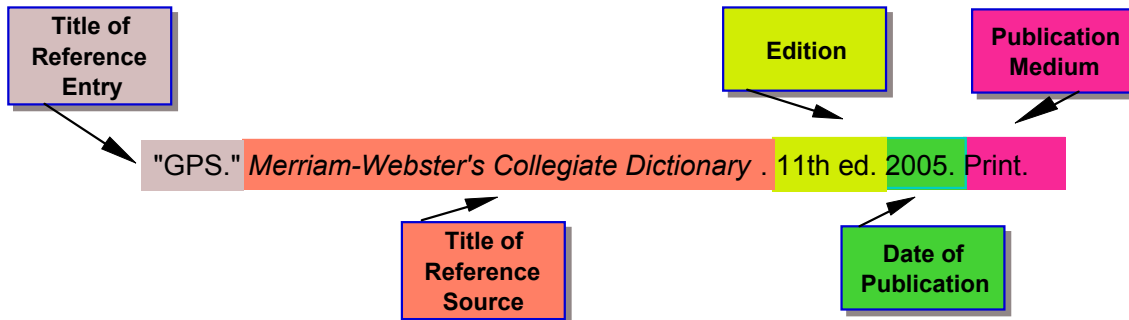 Title of
Reference
Entry
Edition
Publication
Medium
"GPS." Merriam-Webster's Collegiate Dictionary . 11th ed. 2005. Print.
Title of
Reference
Source
Date of
Publication